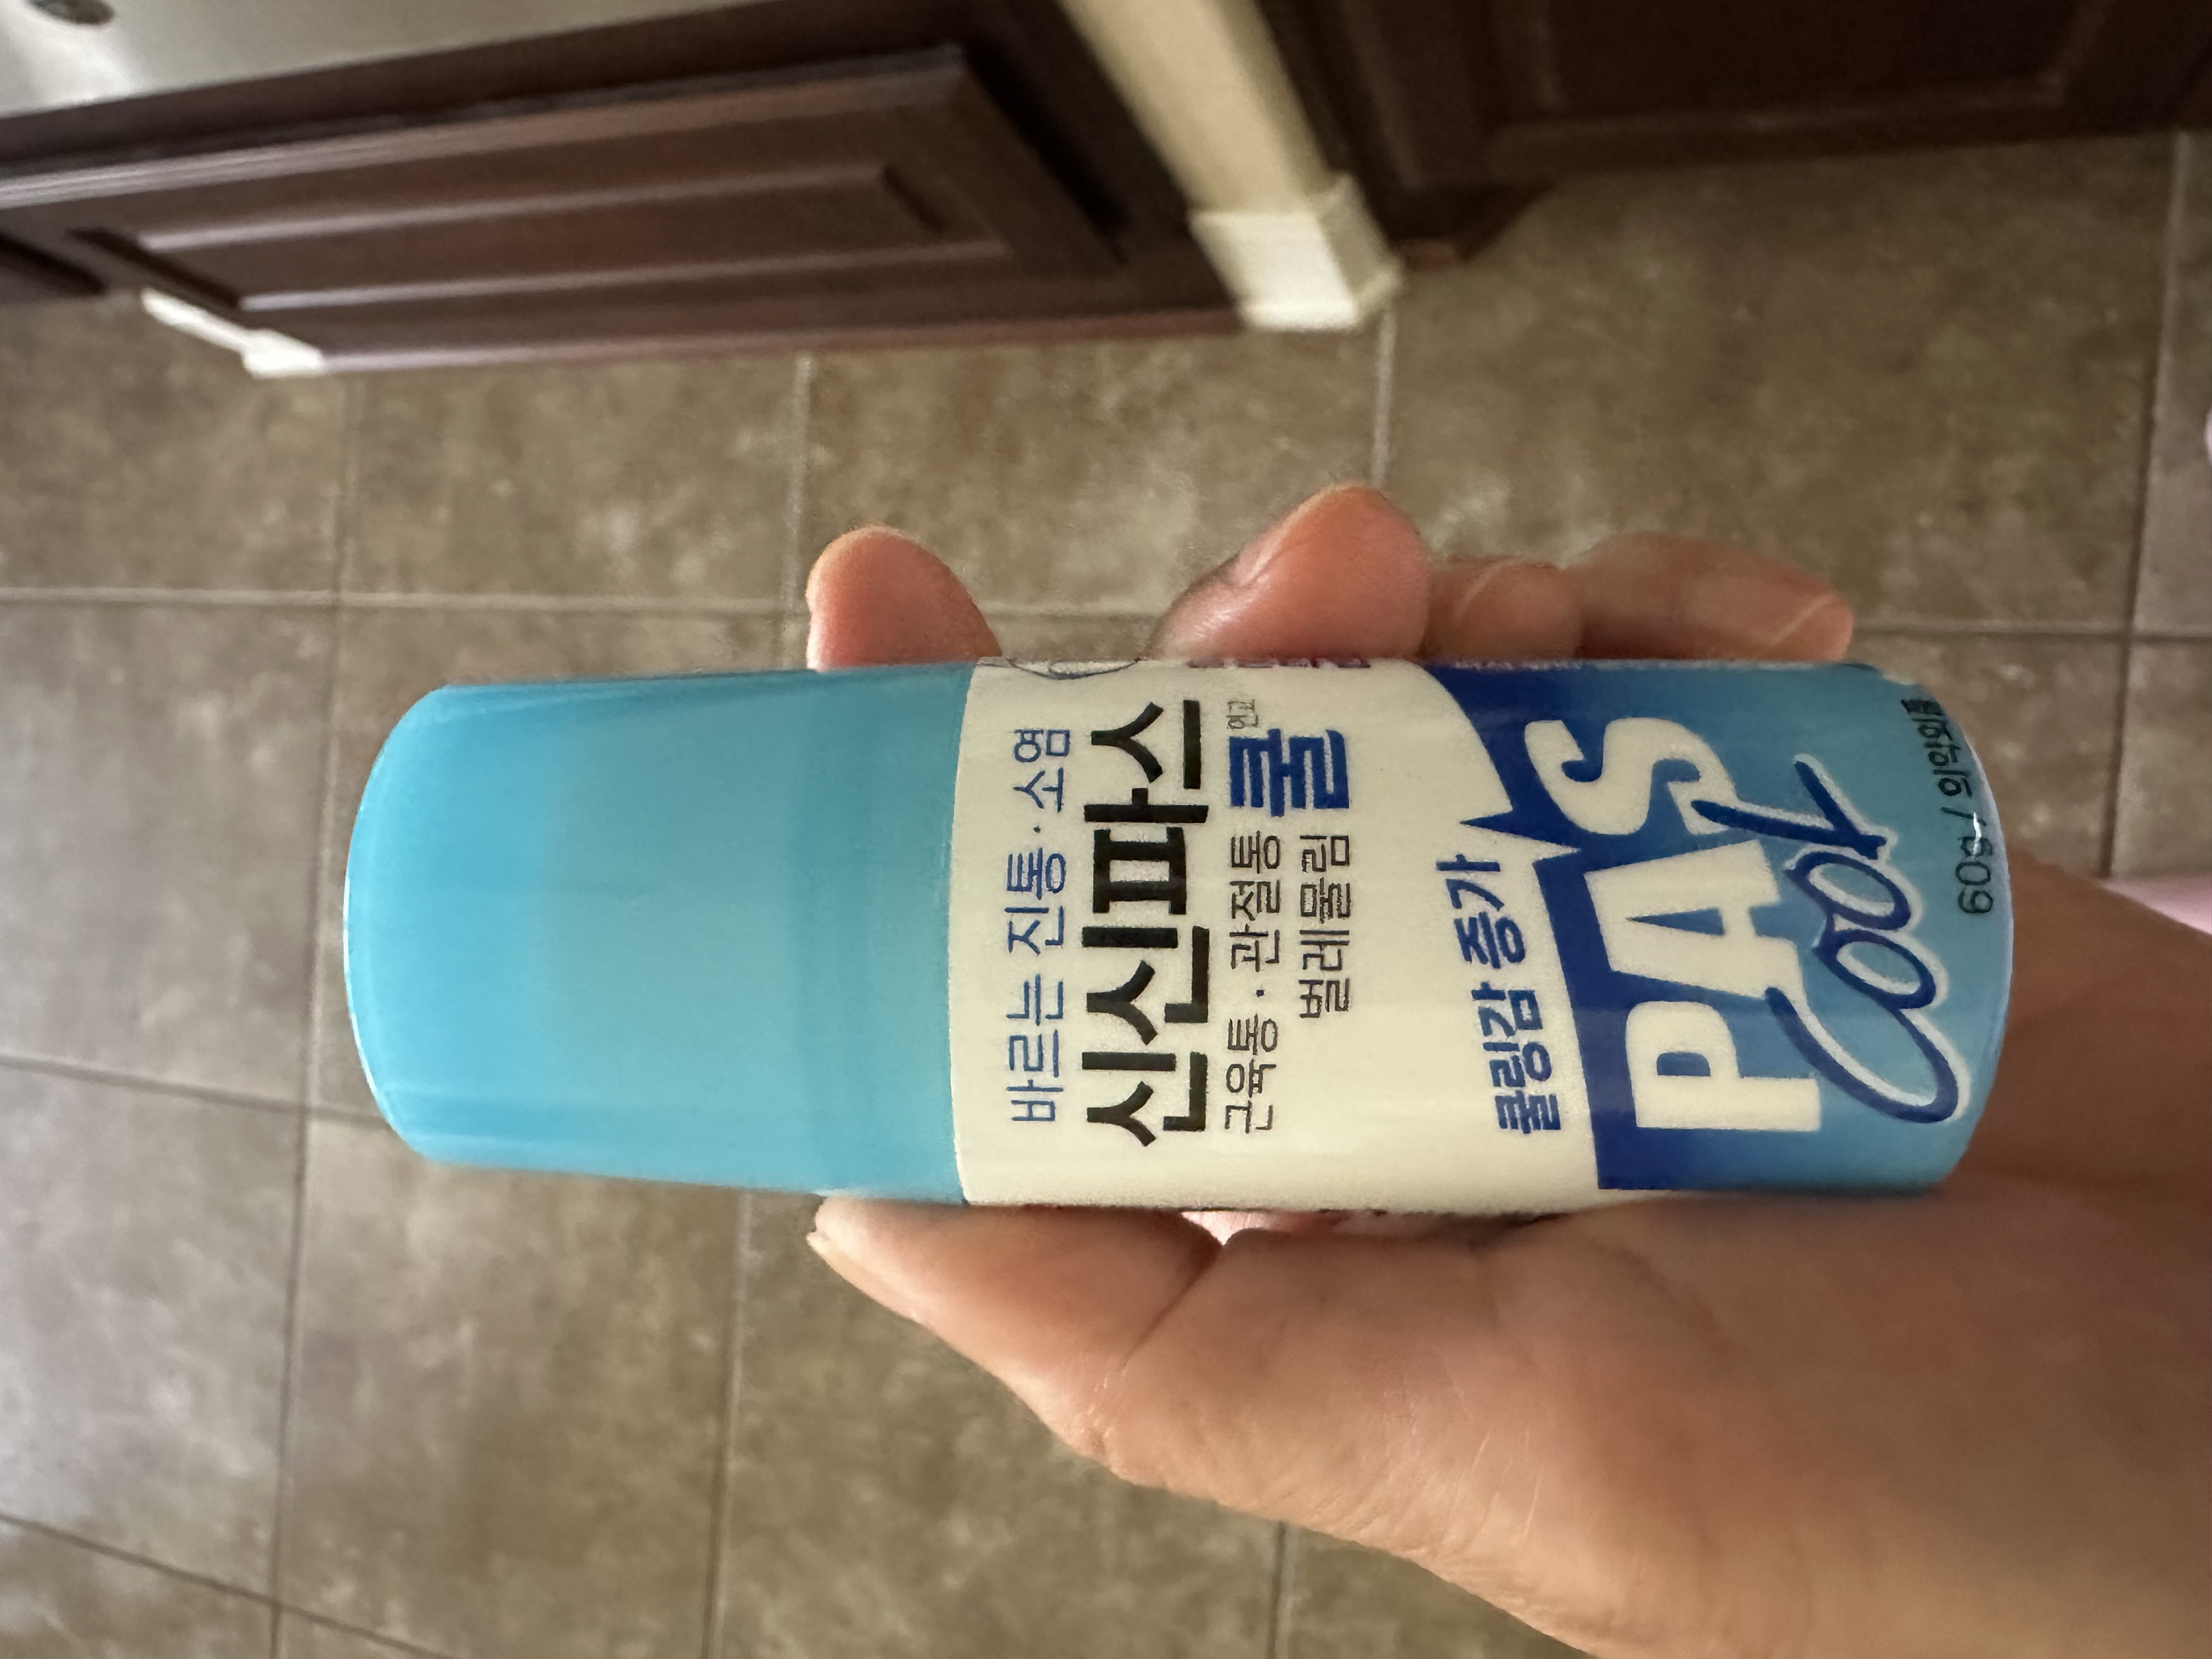 바르는 진통·소염
신신파스
쿨 연고
근육통·관절통
벌레물림
쿨링감 증가
PAS
Cool
60g / 의약외품